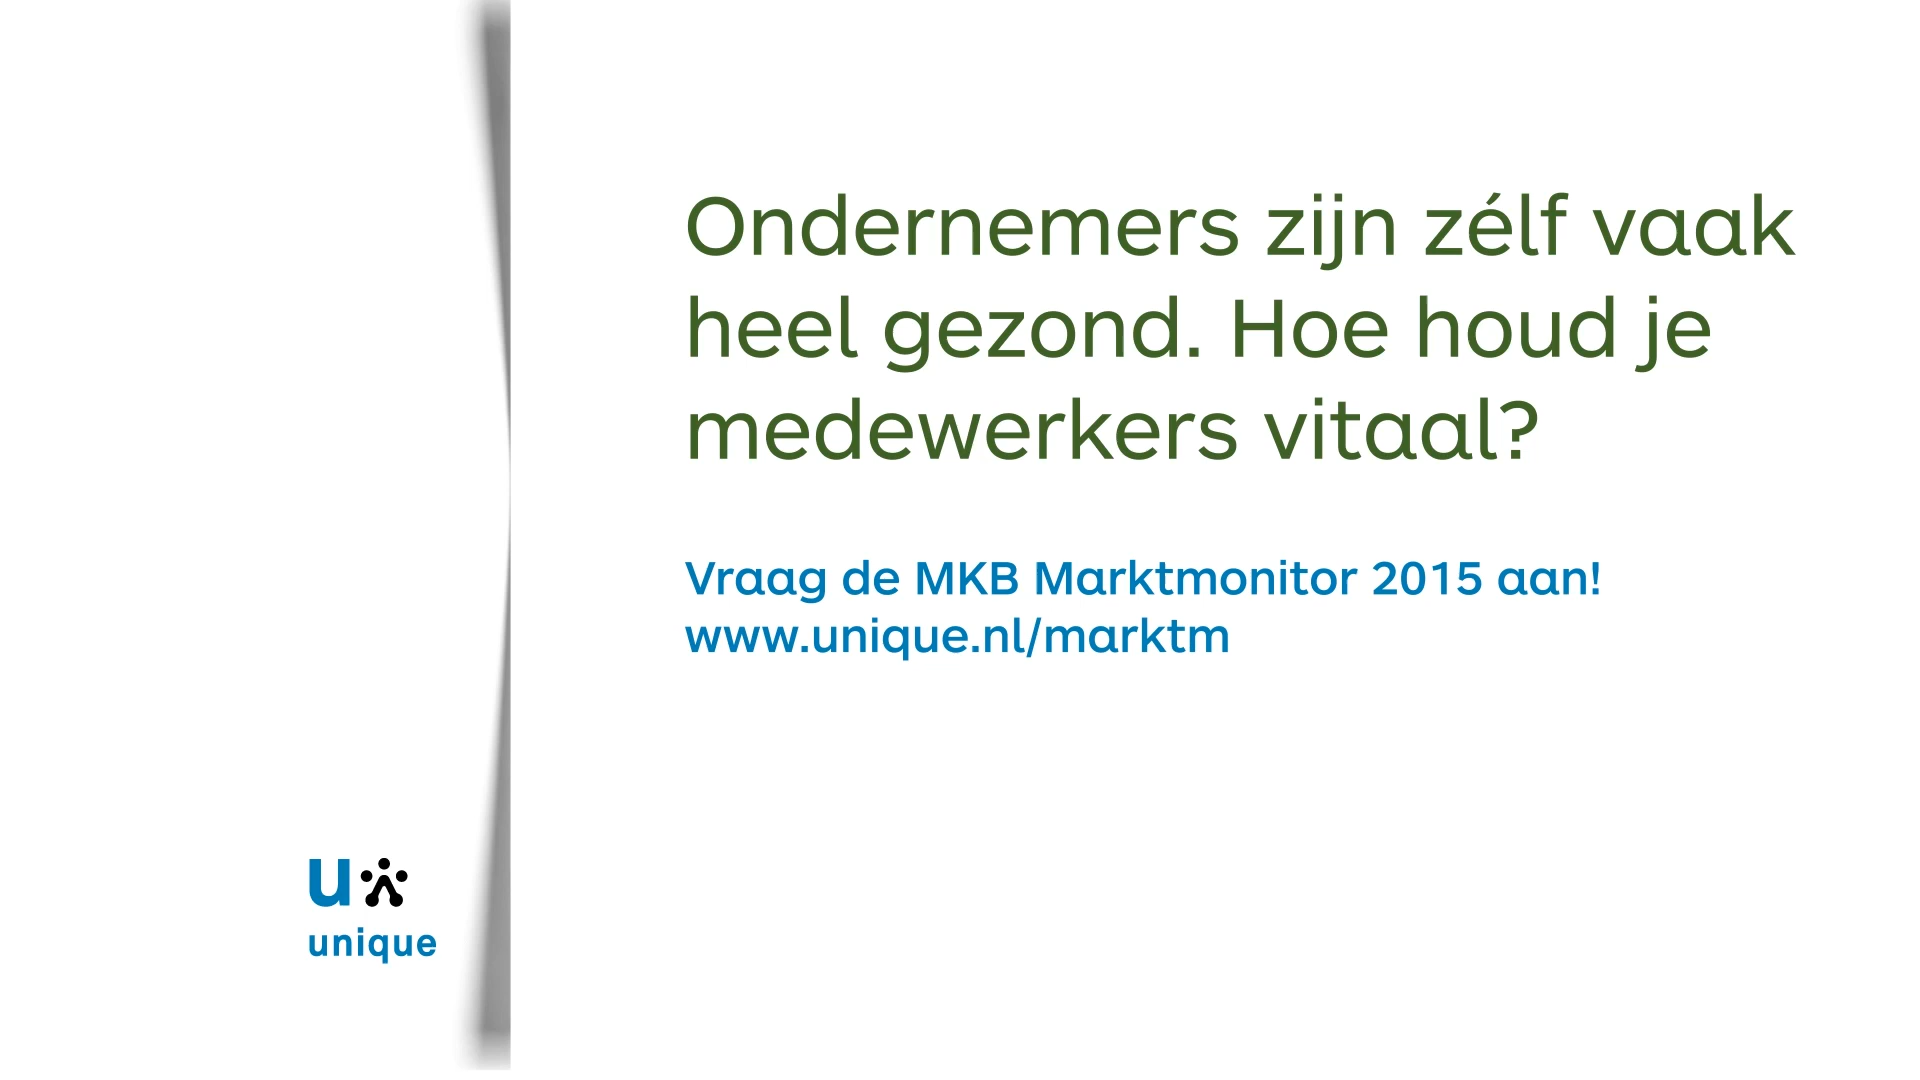 Ondernemers zijn zélf vaak
heel gezond. Hoe houd je
medewerkers vitaal?
Vraag de MKB Marktmonitor 2015 aan!
www.unique.nl/marktm
u
unique